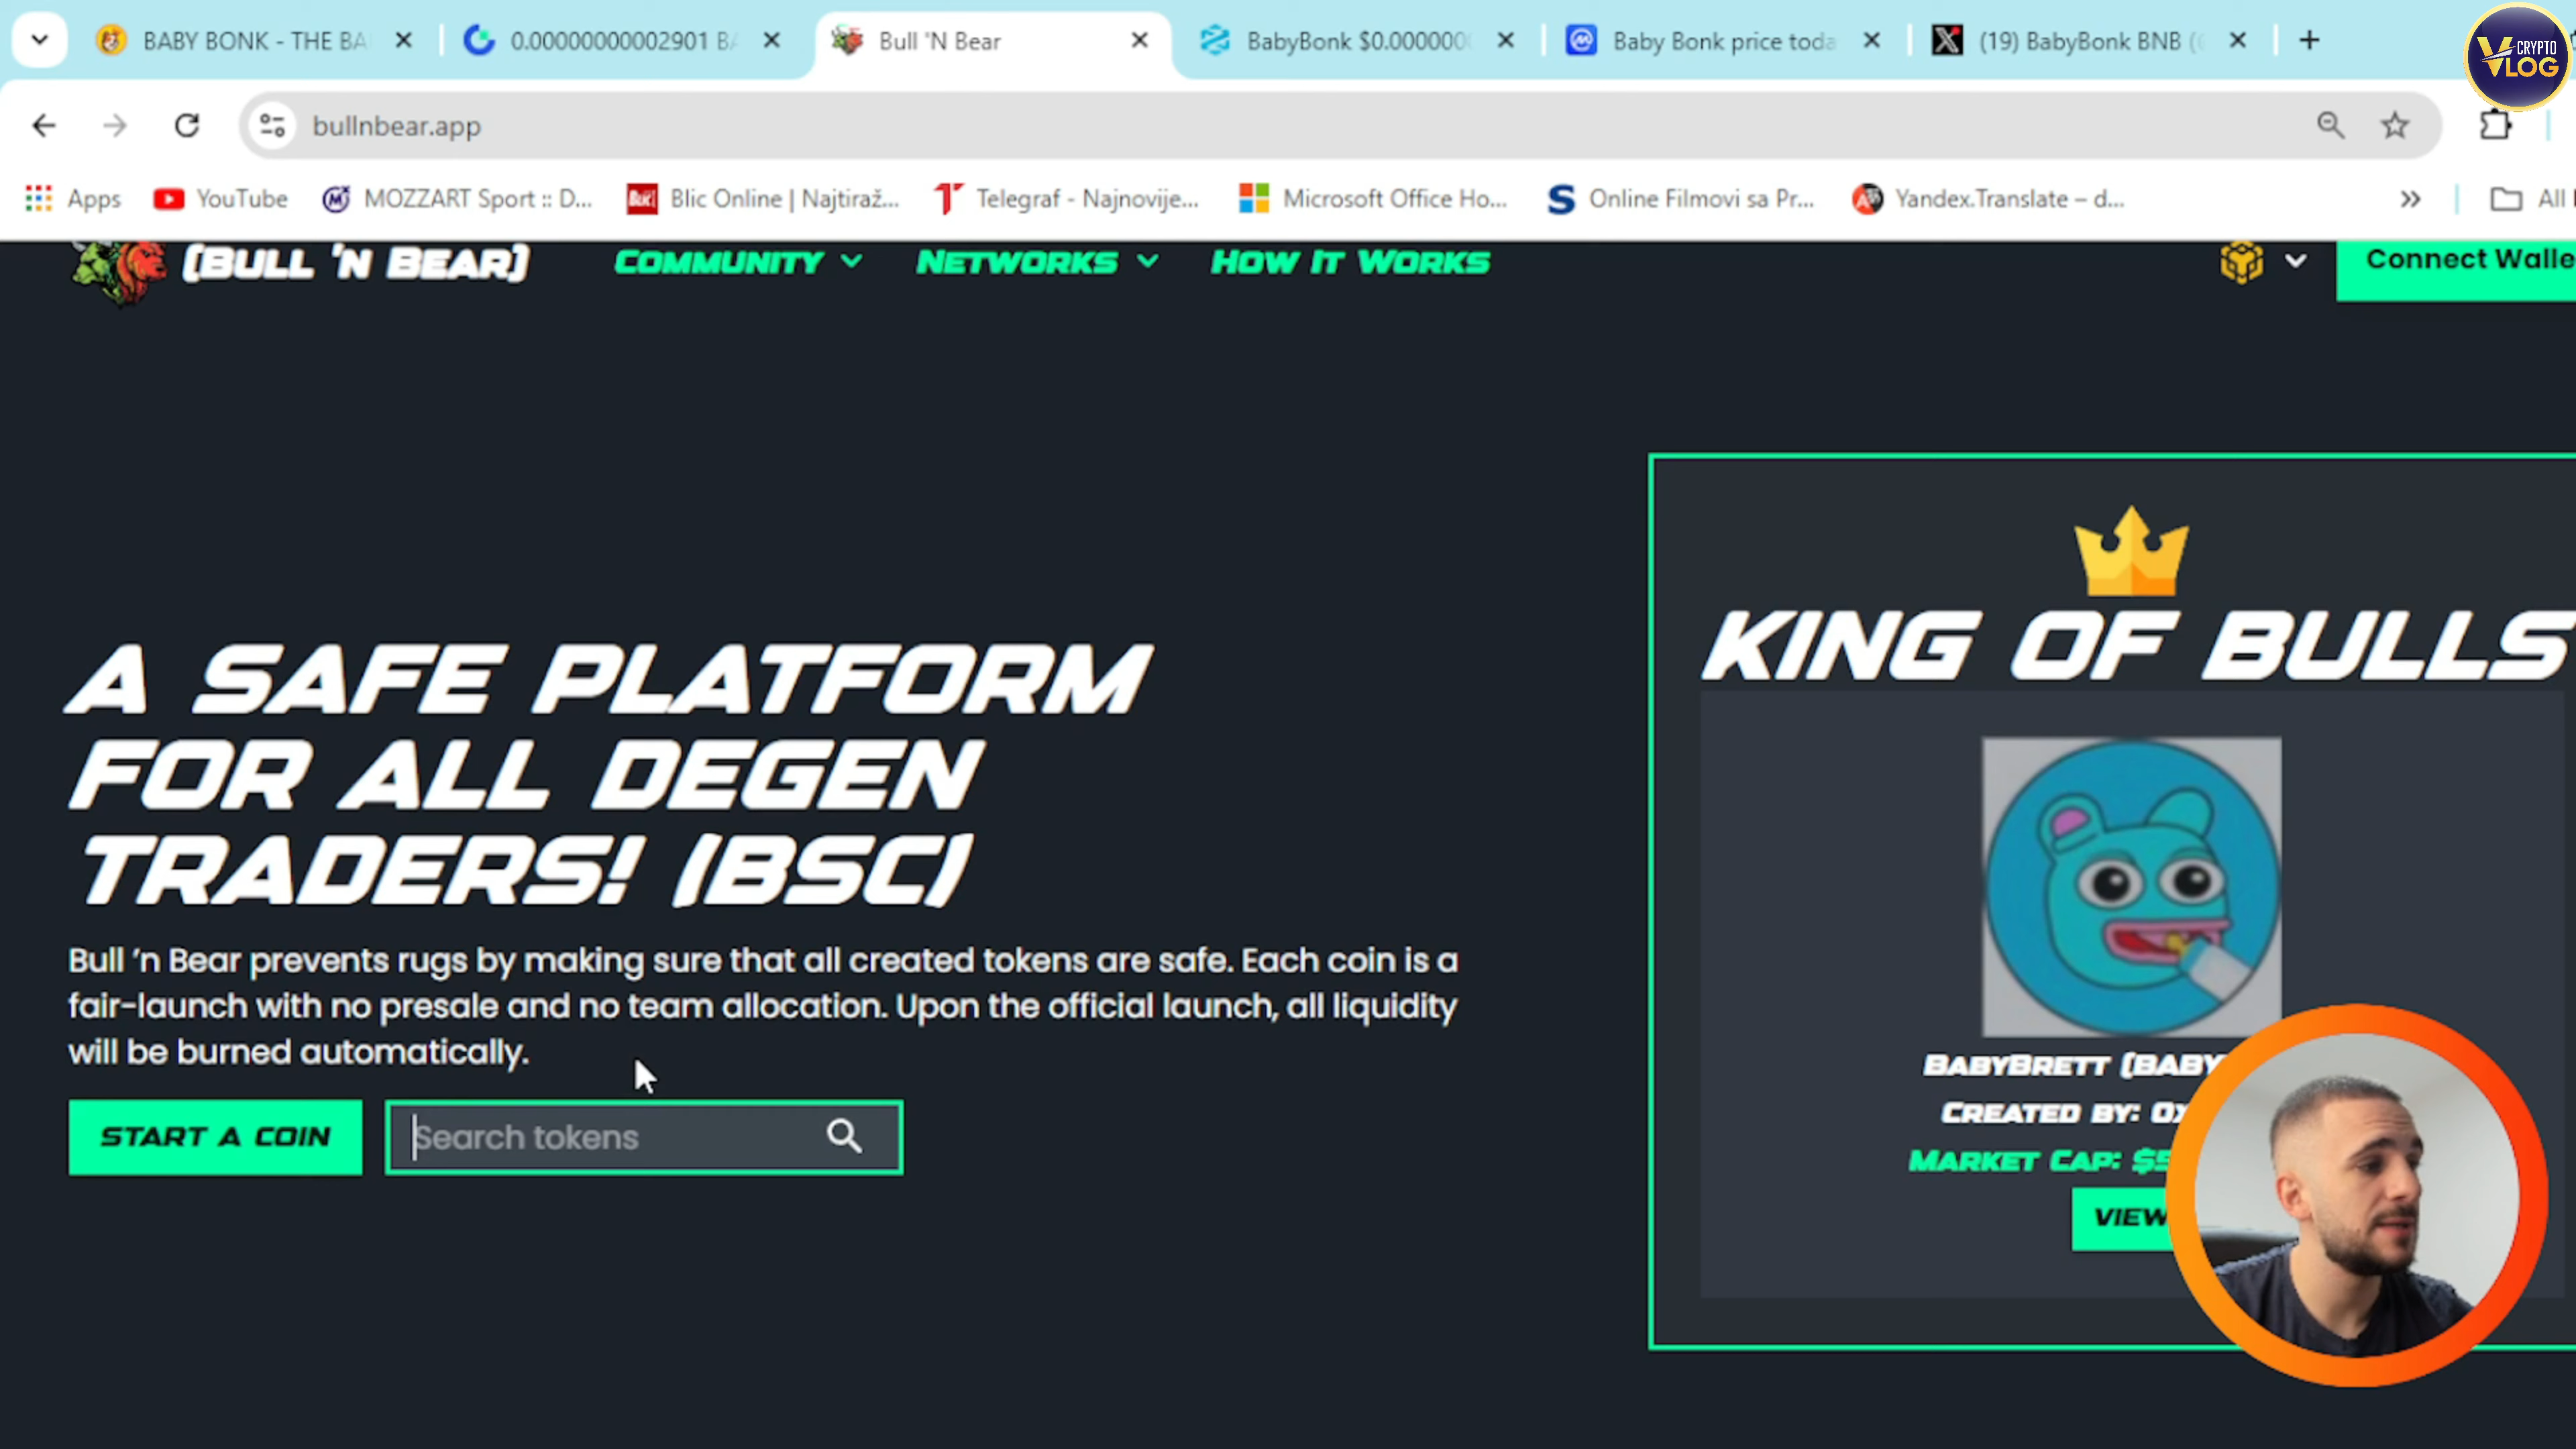 BABY BONK - THE BA
0.00000000002901 BA
Bull 'N Bear
BabyBonk $0.000000
Baby Bonk price toda
(19) BabyBonk BNB (
V CRYPTO
VLOG
bullnbear.app
Apps
YouTube
MOZZART Sport :: D...
Blic Online | Najtiraž...
Telegraf - Najnovije...
Microsoft Office Ho...
Online Filmovi sa Pr...
Yandex.Translate – d...
All
[BULL 'N BEAR]
COMMUNITY
NETWORKS
HOW IT WORKS
Connect Walle
A SAFE PLATFORM
FOR ALL DEGEN
TRADERS! (BSC)
Bull 'n Bear prevents rugs by making sure that all created tokens are safe. Each coin is a
fair-launch with no presale and no team allocation. Upon the official launch, all liquidity
will be burned automatically.
START A COIN
Search tokens
KING OF BULLS
BABYBRETT (BABY
CREATED BY: 0X
MARKET CAP: $5
VIEW